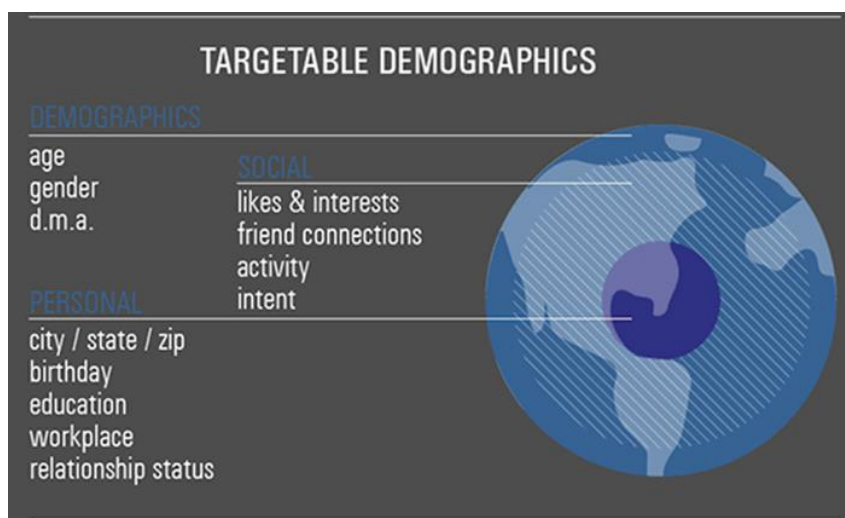 TARGETABLE DEMOGRAPHICS
DEMOGRAPHICS
age
gender
d.m.a.
SOCIAL
likes & interests
friend connections
activity
intent
PERSONAL
city / state / zip
birthday
education
workplace
relationship status